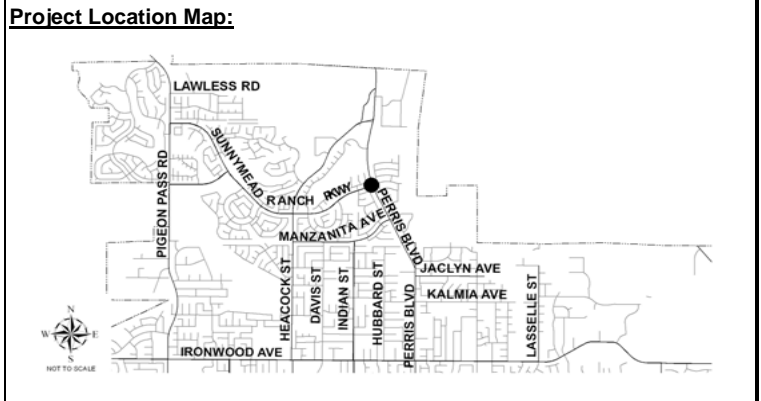 Project Location Map:
LAWLESS RD
SUNNYMEAD
RANCH PKWY
PIGEON PASS RD
PERRIS BLVD
MANZANITA AVE
HEACOCK ST
DAVIS ST
INDIAN ST
HUBBARD ST
PERRIS BLVD
JACLYN AVE
KALMIA AVE
LASSELLE ST
IRONWOOD AVE
N
W E
S
NOT TO SCALE